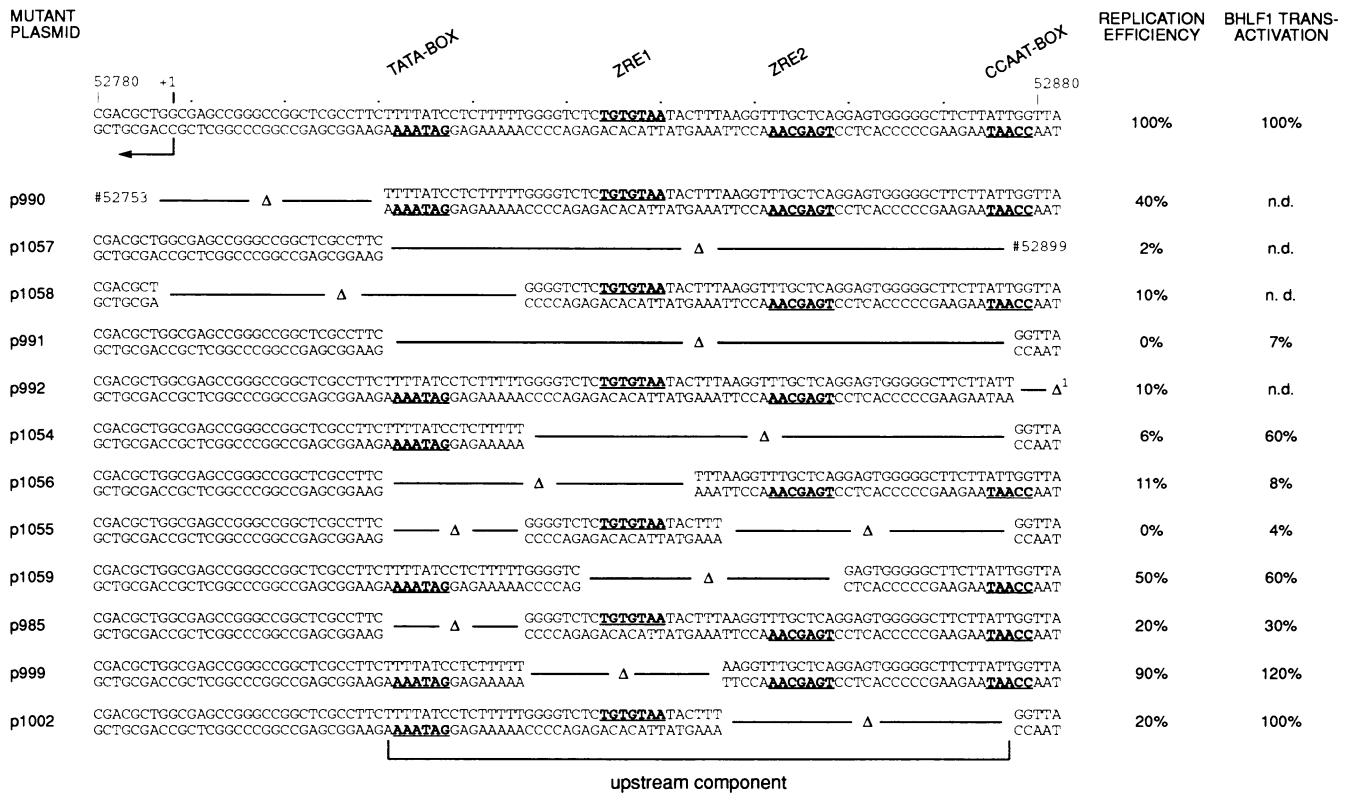 MUTANT
PLASMID
TATA-BOX
ZRE1
ZRE2
CCAAT-BOX
REPLICATION
EFFICIENCY
BHLF1 TRANS-
ACTIVATION
52780 +1 52880
CGACGCTGGCGAGCCGGGCCGGCTCGCCTTCTTTTATCCTCTTTTTGGGGTCTCTGTGTAATACTTTAAGGTTTGCTCAGGAGTGGGGGCTTCTTATTGGTTA
GCTGCGACCGCTCGGCCCGGCCGAGCGGAAGAAAATAGGAGAAAAACCCCAGAGACACATTATGAAATTCCAAACGAGTCCTCACCCCCGAAGAATAACCAAT
100% 100%
p990 #52753 Δ TTTTATCCTCTTTTTGGGGTCTCTGTGTAATACTTTAAGGTTTGCTCAGGAGTGGGGGCTTCTTATTGGTTA
AAAATAGGAGAAAAACCCCAGAGACACATTATGAAATTCCAAACGAGTCCTCACCCCCGAAGAATAACCAAT
40% n.d.
p1057 CGACGCTGGCGAGCCGGGCCGGCTCGCCTTC Δ #52899
GCTGCGACCGCTCGGCCCGGCCGAGCGGAAG
2% n.d.
p1058 CGACGCT Δ GGGGTCTCTGTGTAATACTTTAAGGTTTGCTCAGGAGTGGGGGCTTCTTATTGGTTA
GCTGCGA CCCCAGAGACACATTATGAAATTCCAAACGAGTCCTCACCCCCGAAGAATAACCAAT
10% n. d.
p991 CGACGCTGGCGAGCCGGGCCGGCTCGCCTTC Δ GGTTA
GCTGCGACCGCTCGGCCCGGCCGAGCGGAAG CCAAT
0% 7%
p992 CGACGCTGGCGAGCCGGGCCGGCTCGCCTTCTTTTATCCTCTTTTTGGGGTCTCTGTGTAATACTTTAAGGTTTGCTCAGGAGTGGGGGCTTCTTATT Δ1
GCTGCGACCGCTCGGCCCGGCCGAGCGGAAGAAAATAGGAGAAAAACCCCAGAGACACATTATGAAATTCCAAACGAGTCCTCACCCCCGAAGAATAA
10% n.d.
p1054 CGACGCTGGCGAGCCGGGCCGGCTCGCCTTCTTTTATCCTCTTTTT Δ GGTTA
GCTGCGACCGCTCGGCCCGGCCGAGCGGAAGAAAATAGGAGAAAAA CCAAT
6% 60%
p1056 CGACGCTGGCGAGCCGGGCCGGCTCGCCTTC Δ TTTAAGGTTTGCTCAGGAGTGGGGGCTTCTTATTGGTTA
GCTGCGACCGCTCGGCCCGGCCGAGCGGAAG AAATTCCAAACGAGTCCTCACCCCCGAAGAATAACCAAT
11% 8%
p1055 CGACGCTGGCGAGCCGGGCCGGCTCGCCTTC Δ GGGGTCTCTGTGTAATACTTT Δ GGTTA
GCTGCGACCGCTCGGCCCGGCCGAGCGGAAG CCCCAGAGACACATTATGAAA CCAAT
0% 4%
p1059 CGACGCTGGCGAGCCGGGCCGGCTCGCCTTCTTTTATCCTCTTTTTGGGGTC Δ GAGTGGGGGCTTCTTATTGGTTA
GCTGCGACCGCTCGGCCCGGCCGAGCGGAAGAAAATAGGAGAAAAACCCCAG CTCACCCCCGAAGAATAACCAAT
50% 60%
p985 CGACGCTGGCGAGCCGGGCCGGCTCGCCTTC Δ GGGGTCTCTGTGTAATACTTTAAGGTTTGCTCAGGAGTGGGGGCTTCTTATTGGTTA
GCTGCGACCGCTCGGCCCGGCCGAGCGGAAG CCCCAGAGACACATTATGAAATTCCAAACGAGTCCTCACCCCCGAAGAATAACCAAT
20% 30%
p999 CGACGCTGGCGAGCCGGGCCGGCTCGCCTTCTTTTATCCTCTTTTT Δ AAGGTTTGCTCAGGAGTGGGGGCTTCTTATTGGTTA
GCTGCGACCGCTCGGCCCGGCCGAGCGGAAGAAAATAGGAGAAAAA TTCCAAACGAGTCCTCACCCCCGAAGAATAACCAAT
90% 120%
p1002 CGACGCTGGCGAGCCGGGCCGGCTCGCCTTCTTTTATCCTCTTTTTGGGGTCTCTGTGTAATACTTT Δ GGTTA
GCTGCGACCGCTCGGCCCGGCCGAGCGGAAGAAAATAGGAGAAAAACCCCAGAGACACATTATGAAA CCAAT
20% 100%
upstream component